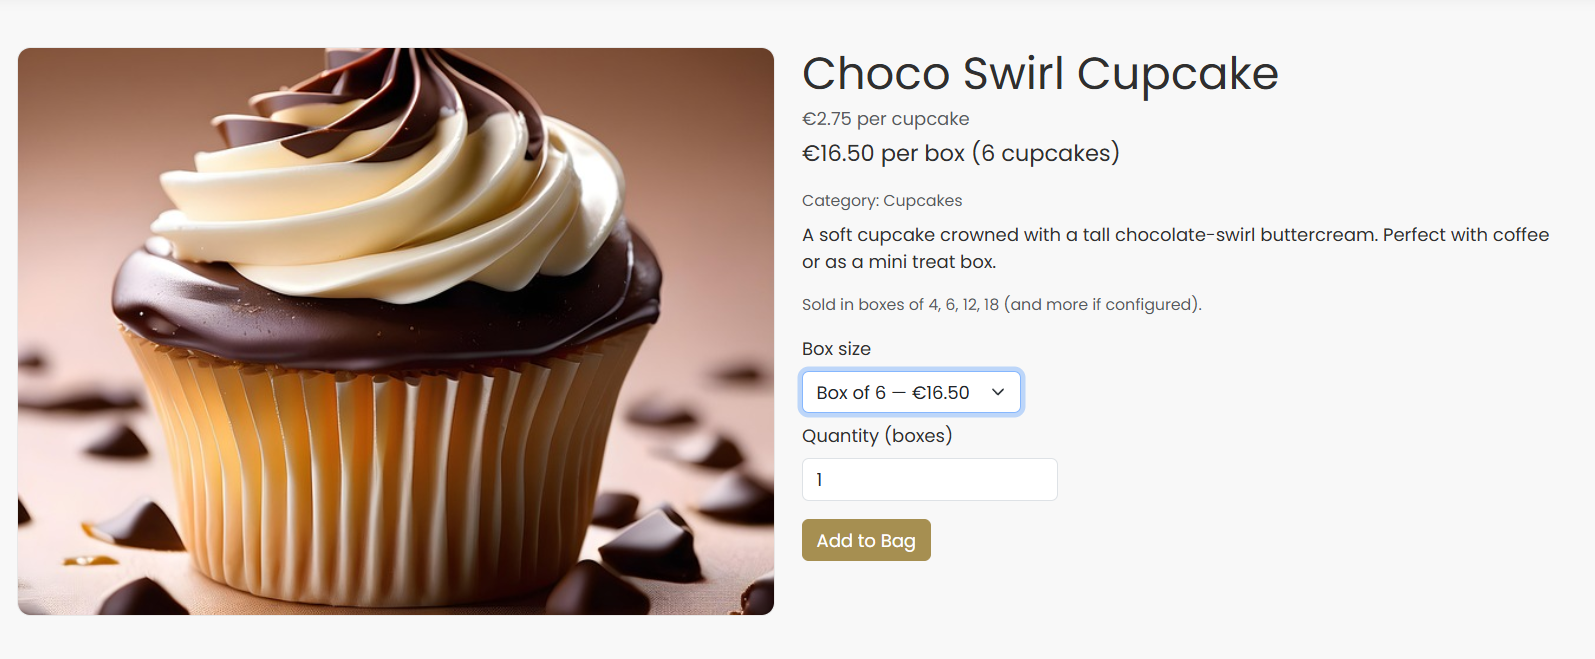 Choco Swirl Cupcake
€2.75 per cupcake
€16.50 per box (6 cupcakes)
Category: Cupcakes
A soft cupcake crowned with a tall chocolate-swirl buttercream. Perfect with coffee
or as a mini treat box.
Sold in boxes of 4, 6, 12, 18 (and more if configured).
Box size
Box of 6 — €16.50
Quantity (boxes)
1
Add to Bag